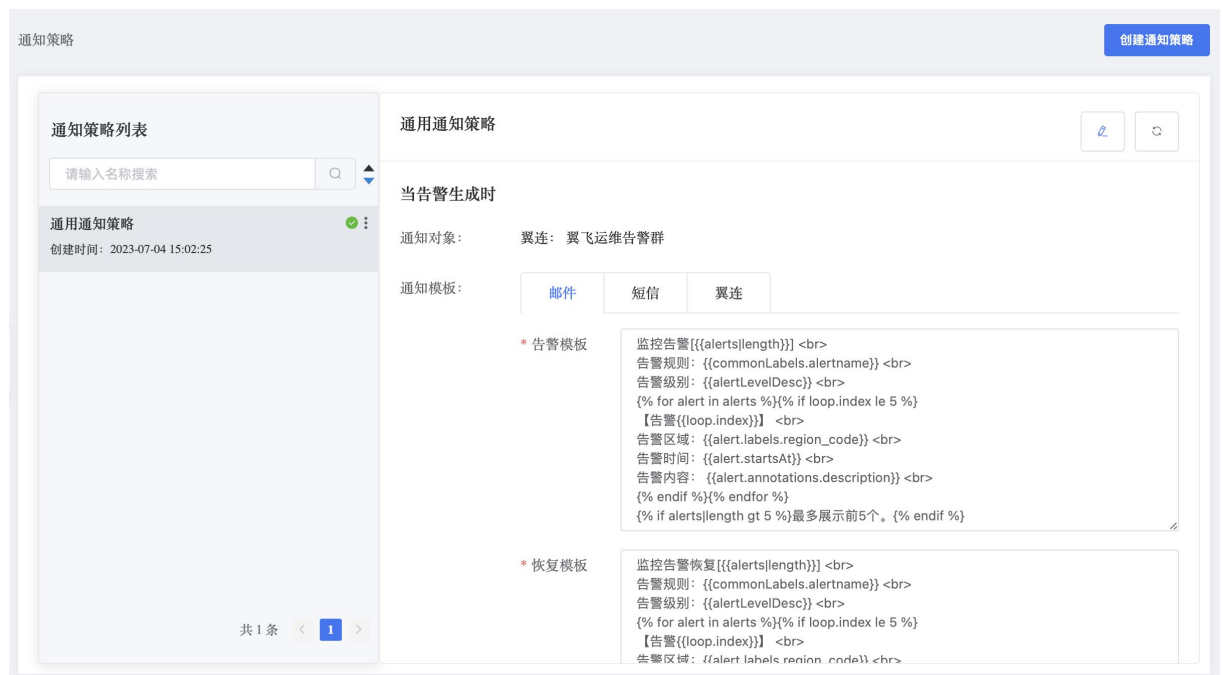 通知策略
创建通知策略
通知策略列表
请输入名称搜索
通用通知策略
创建时间：2023-07-04 15:02:25
共 1 条
1
通用通知策略
当告警生成时
通知对象：
翼连： 翼飞运维告警群
通知模板：
邮件
短信
翼连
* 告警模板
监控告警[{{alerts|length}}] <br>
告警规则：{{commonLabels.alertname}} <br>
告警级别：{{alertLevelDesc}} <br>
{% for alert in alerts %}{% if loop.index le 5 %}
【告警{{loop.index}}】 <br>
告警区域：{{alert.labels.region_code}} <br>
告警时间：{{alert.startsAt}} <br>
告警内容： {{alert.annotations.description}} <br>
{% endif %}{% endfor %}
{% if alerts|length gt 5 %}最多展示前5个。{% endif %}
* 恢复模板
监控告警恢复[{{alerts|length}}] <br>
告警规则：{{commonLabels.alertname}} <br>
告警级别：{{alertLevelDesc}} <br>
{% for alert in alerts %}{% if loop.index le 5 %}
【告警{{loop.index}}】 <br>
告警区域：{{alert.labels.region_code}} <br>